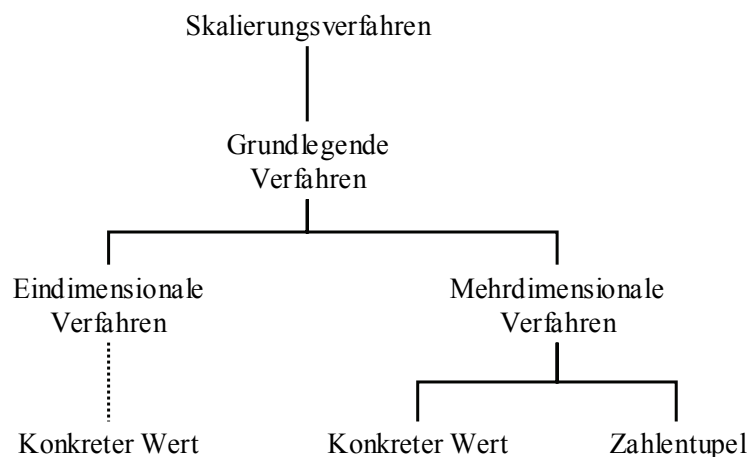 Skalierungsverfahren
Grundlegende
Verfahren
Eindimensionale
Verfahren
Mehrdimensionale
Verfahren
Konkreter Wert
Konkreter Wert
Zahlentupel